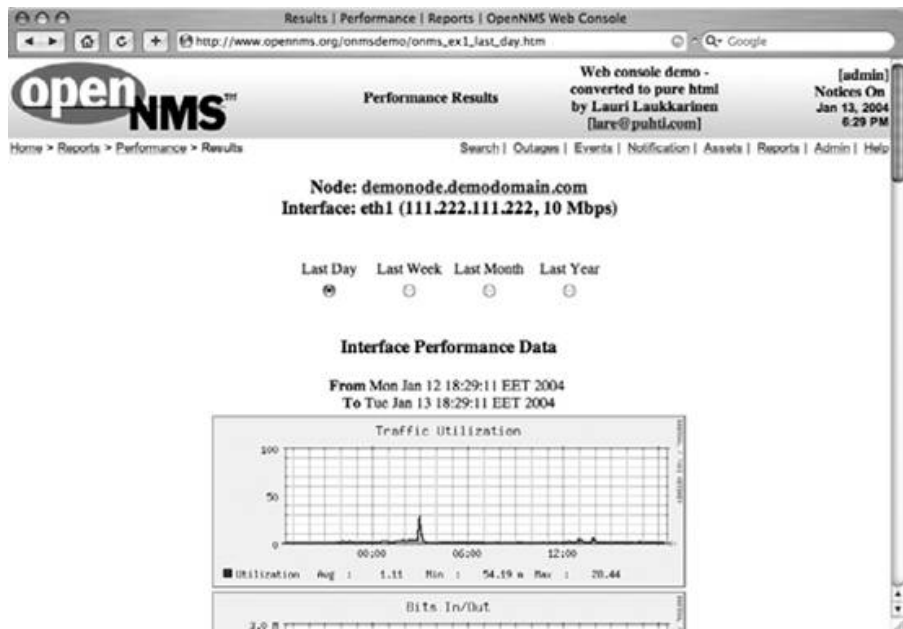 Results | Performance | Reports | OpenNMS Web Console
http://www.opennms.org/onmsdemo/onms_ex1_last_day.htm
Google
openNMS™
Performance Results
Web console demo -
converted to pure html
by Lauri Laukkarinen
[lare@puhti.com]
[admin]
Notices On
Jan 13, 2004
6:29 PM
Home > Reports > Performance > Results
Search | Outages | Events | Notification | Assets | Reports | Admin | Help
Node: demonode.demodomain.com
Interface: eth1 (111.222.111.222, 10 Mbps)
Last Day Last Week Last Month Last Year
Interface Performance Data
From Mon Jan 12 18:29:11 EET 2004
To Tue Jan 13 18:29:11 EET 2004
Traffic Utilization
100
50
0
00:00 06:00 12:00
Utilization Avg : 1.11 Min : 54.19 m Max : 28.44
Bits In/Out
3.0 M